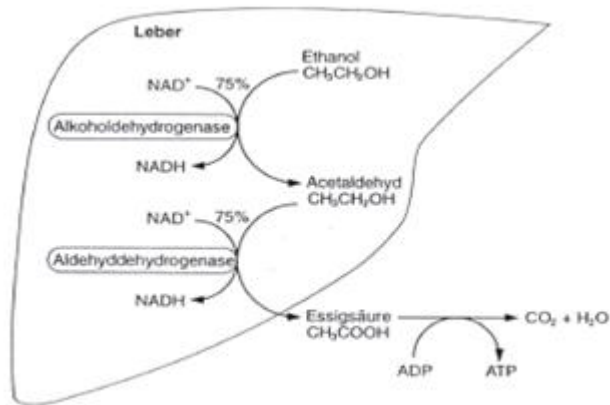 Leber
Ethanol
NAD⁺ 75% CH₃CH₂OH
Alkoholdehydrogenase
NADH
Acetaldehyd
CH₃CH₂OH
NAD⁺ 75%
Aldehyddehydrogenase
NADH
Essigsäure
CH₃COOH
CO₂ + H₂O
ADP
ATP